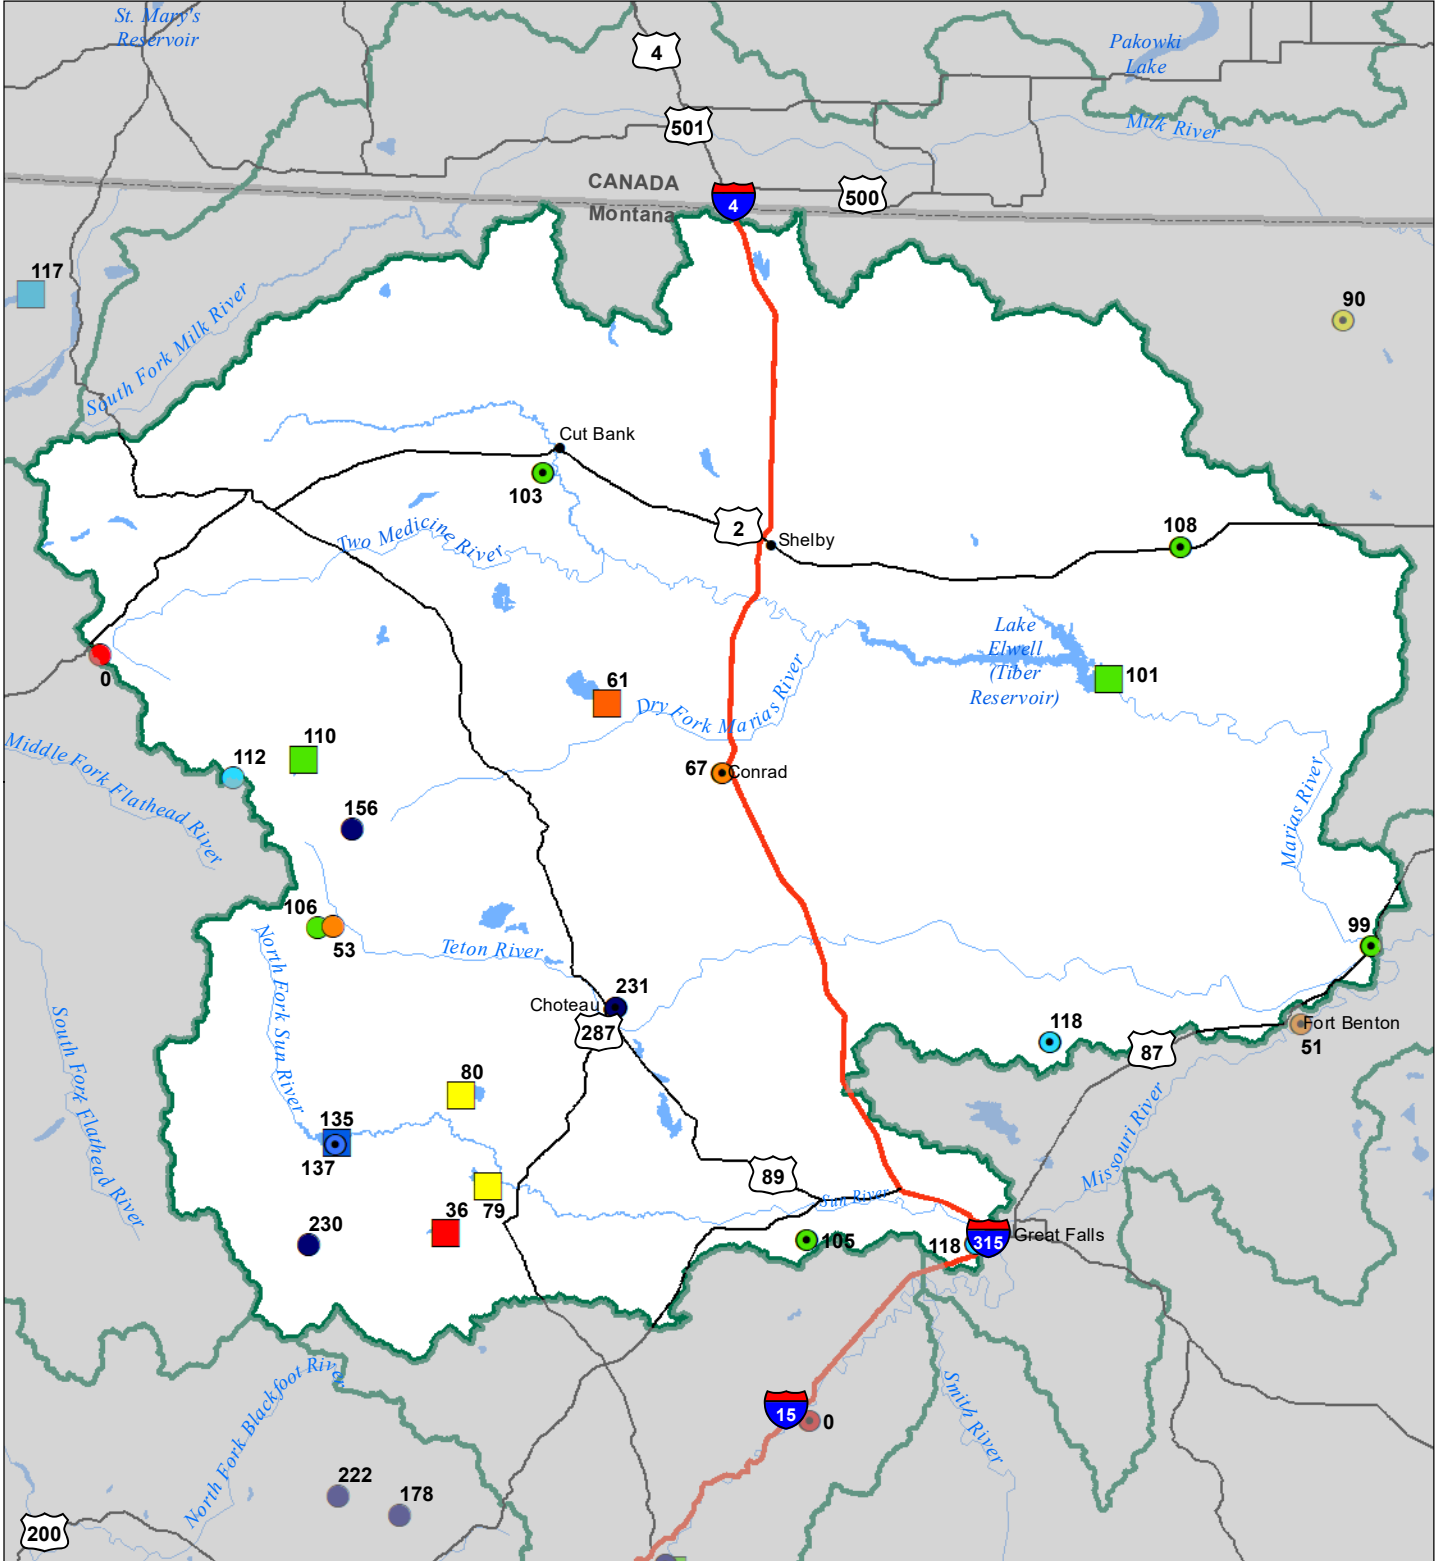 St. Mary's
Reservoir
4
Pakowki
Lake
501
Milk River
CANADA
Montana
4
500
117
South Fork Milk River
90
Cut Bank
103
2
Shelby
108
Two Medicine River
Lake
Elwell
(Tiber
Reservoir)
101
0
61
Dry Fork Marias River
110
112
Middle Fork Flathead River
67
Conrad
156
Marias River
106
53
99
North Fork Sun River
Teton River
231
Choteau
287
118
87
Fort Benton
51
South Fork Flathead River
80
135
137
Missouri River
89
79
36
Sun River
230
105
118
315
Great Falls
North Fork Blackfoot River
Smith River
15
0
222
178
200